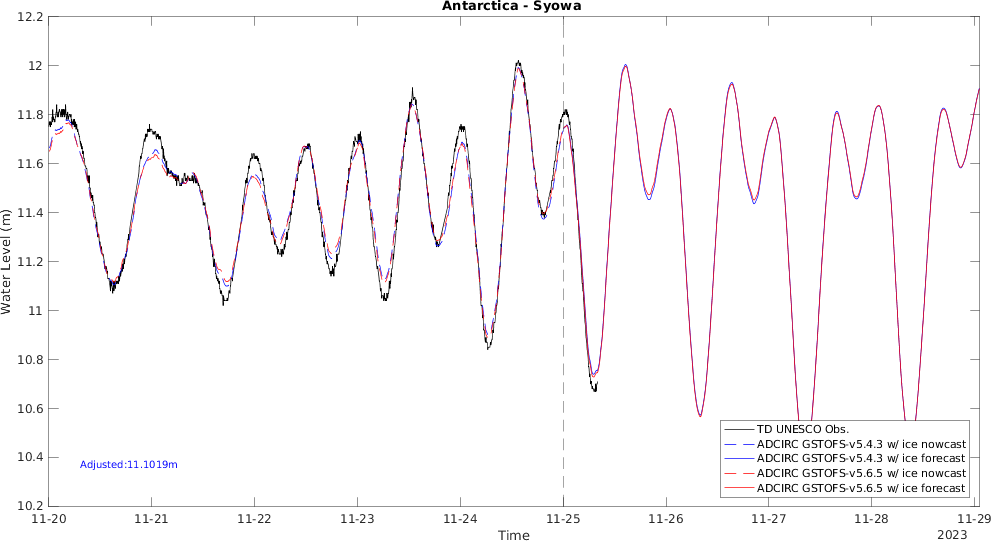 Antarctica - Syowa
12.2
12
11.8
11.6
11.4
11.2
11
10.8
10.6
10.4
10.2
Water Level (m)
Adjusted:11.1019m
TD UNESCO Obs.
ADCIRC GSTOFS-v5.4.3 w/ ice nowcast
ADCIRC GSTOFS-v5.4.3 w/ ice forecast
ADCIRC GSTOFS-v5.6.5 w/ ice nowcast
ADCIRC GSTOFS-v5.6.5 w/ ice forecast
11-20 11-21 11-22 11-23 11-24 11-25 11-26 11-27 11-28 11-29
Time
2023